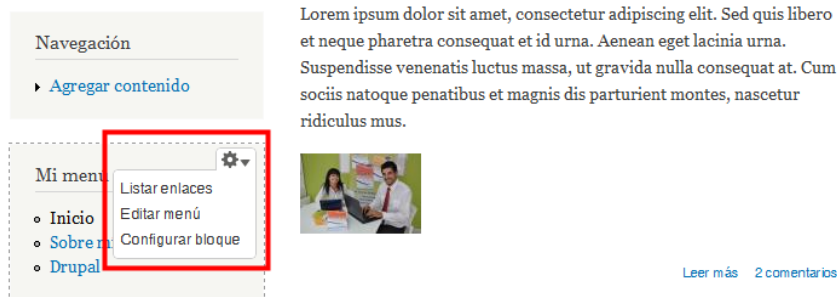 Navegación
Agregar contenido
Mi menu
Inicio
Sobre m
Drupal
Listar enlaces
Editar menú
Configurar bloque
Lorem ipsum dolor sit amet, consectetur adipiscing elit. Sed quis libero
et neque pharetra consequat et id urna. Aenean eget lacinia urna.
Suspendisse venenatis luctus massa, ut gravida nulla consequat at. Cum
sociis natoque penatibus et magnis dis parturient montes, nascetur
ridiculus mus.
Leer más 2 comentarios